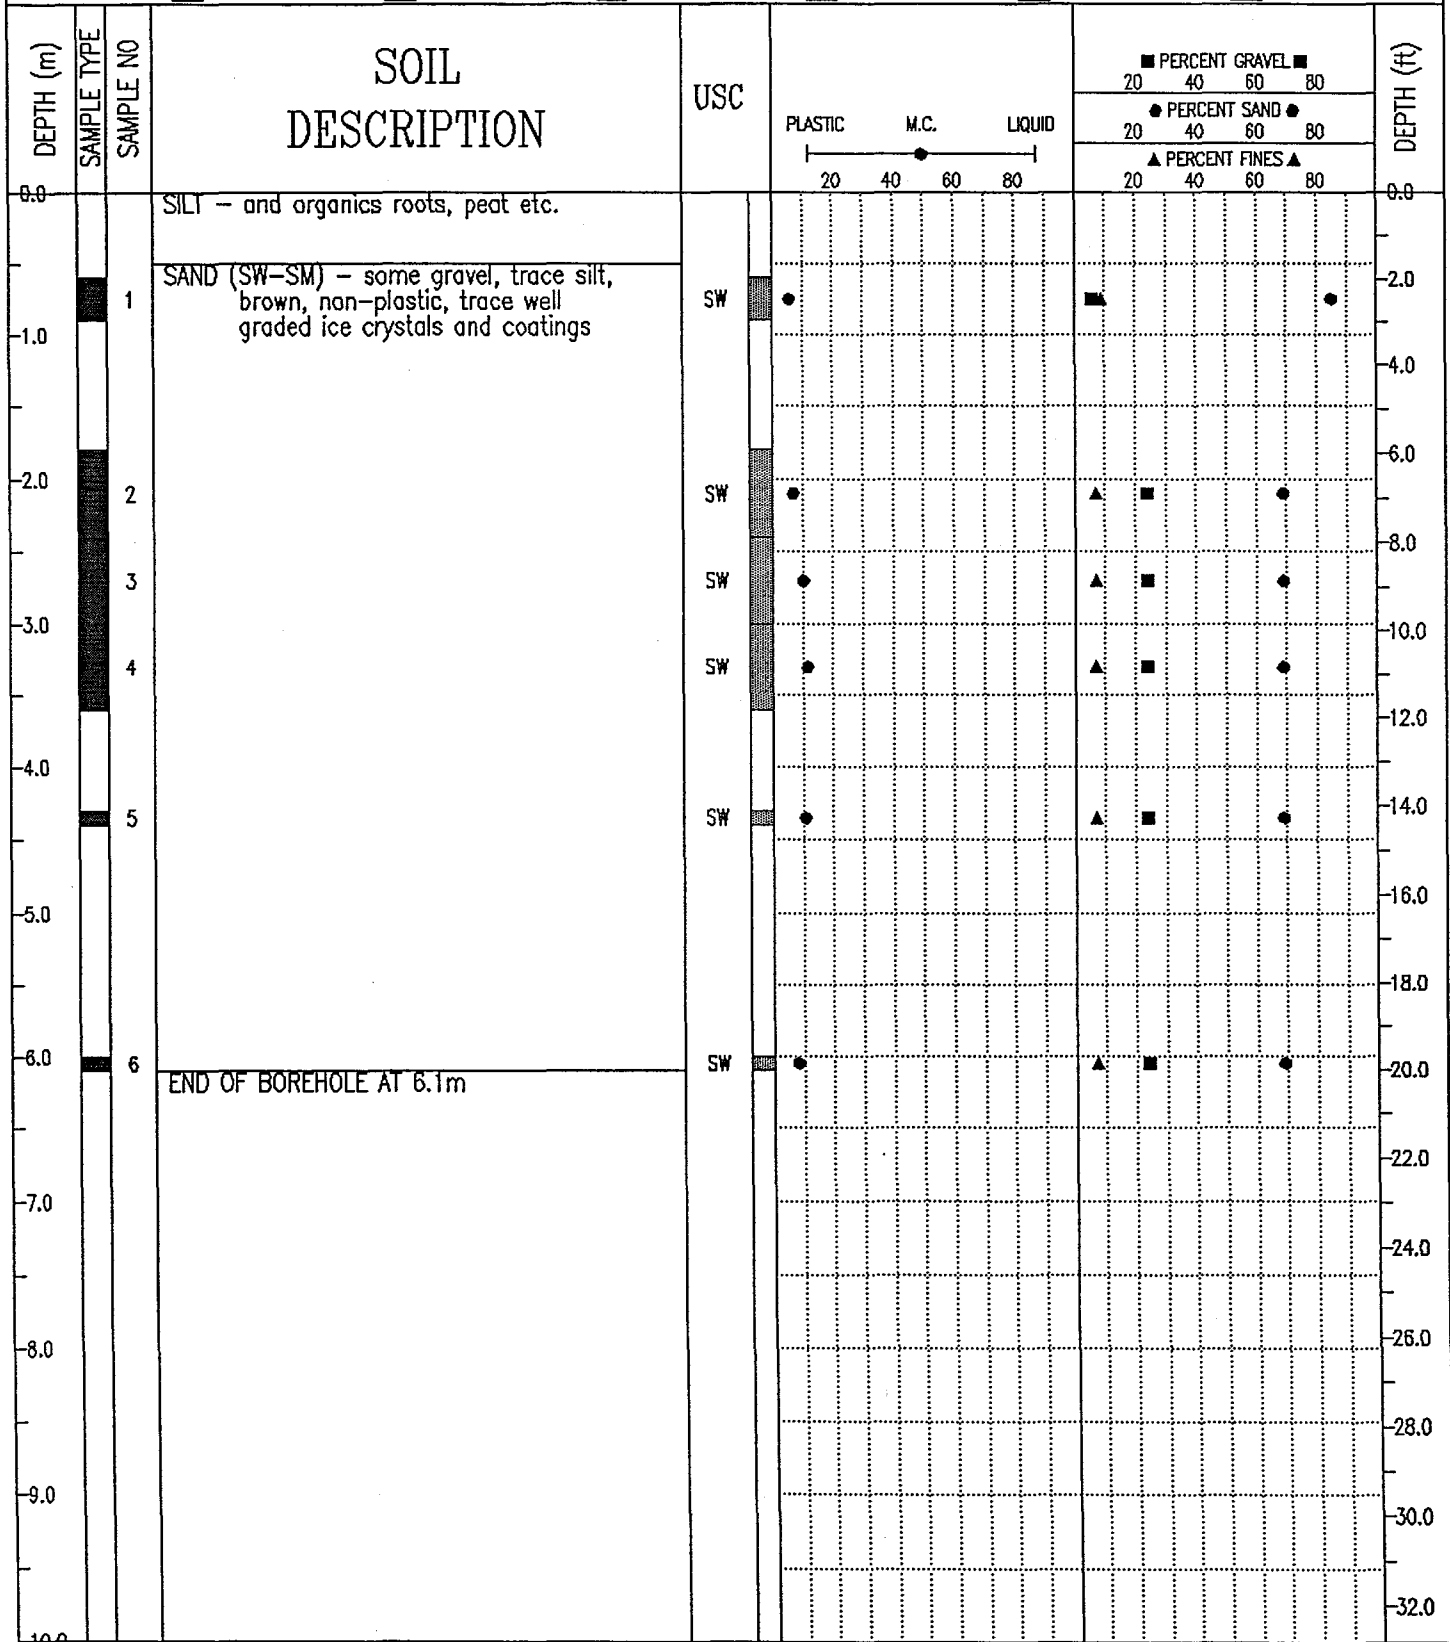 DEPTH (m)
SAMPLE TYPE
SAMPLE NO
SOIL
DESCRIPTION
USC
PLASTIC M.C. LIQUID
20 40 60 80
■ PERCENT GRAVEL ■
20 40 60 80
● PERCENT SAND ●
20 40 60 80
▲ PERCENT FINES ▲
20 40 60 80
DEPTH (ft)
0.0 0.0
SILT – and organics roots, peat etc.
SAND (SW-SM) – some gravel, trace silt,
brown, non-plastic, trace well
graded ice crystals and coatings
1 SW
2.0
1.0
4.0
6.0
2.0
2 SW
8.0
3 SW
3.0
10.0
4 SW
12.0
4.0
14.0
5 SW
16.0
5.0
18.0
6.0
6 SW
20.0
END OF BOREHOLE AT 6.1m
22.0
7.0
24.0
26.0
8.0
28.0
9.0
30.0
32.0